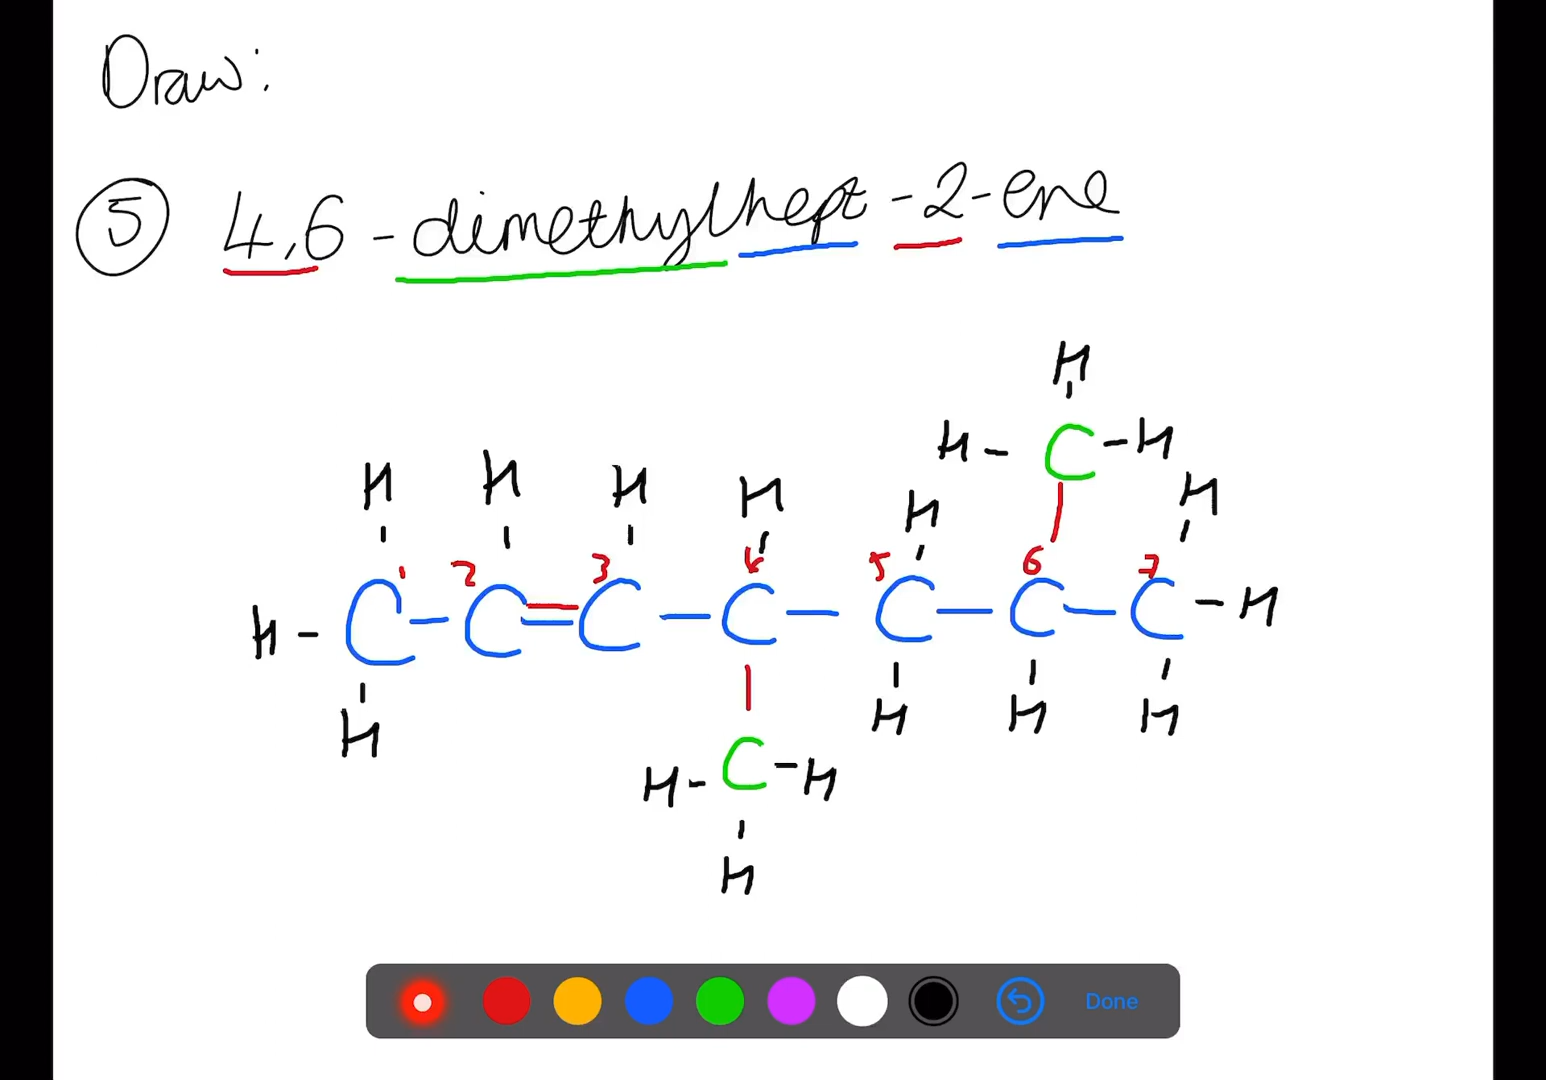 Draw:
5 4,6-dimethylhept-2-ene
H
H- C -H
H H H H H H
1 2 3 4 5 6 7
H - C - C = C - C - C - C - C - H
H H H H
H- C -H
H
Done